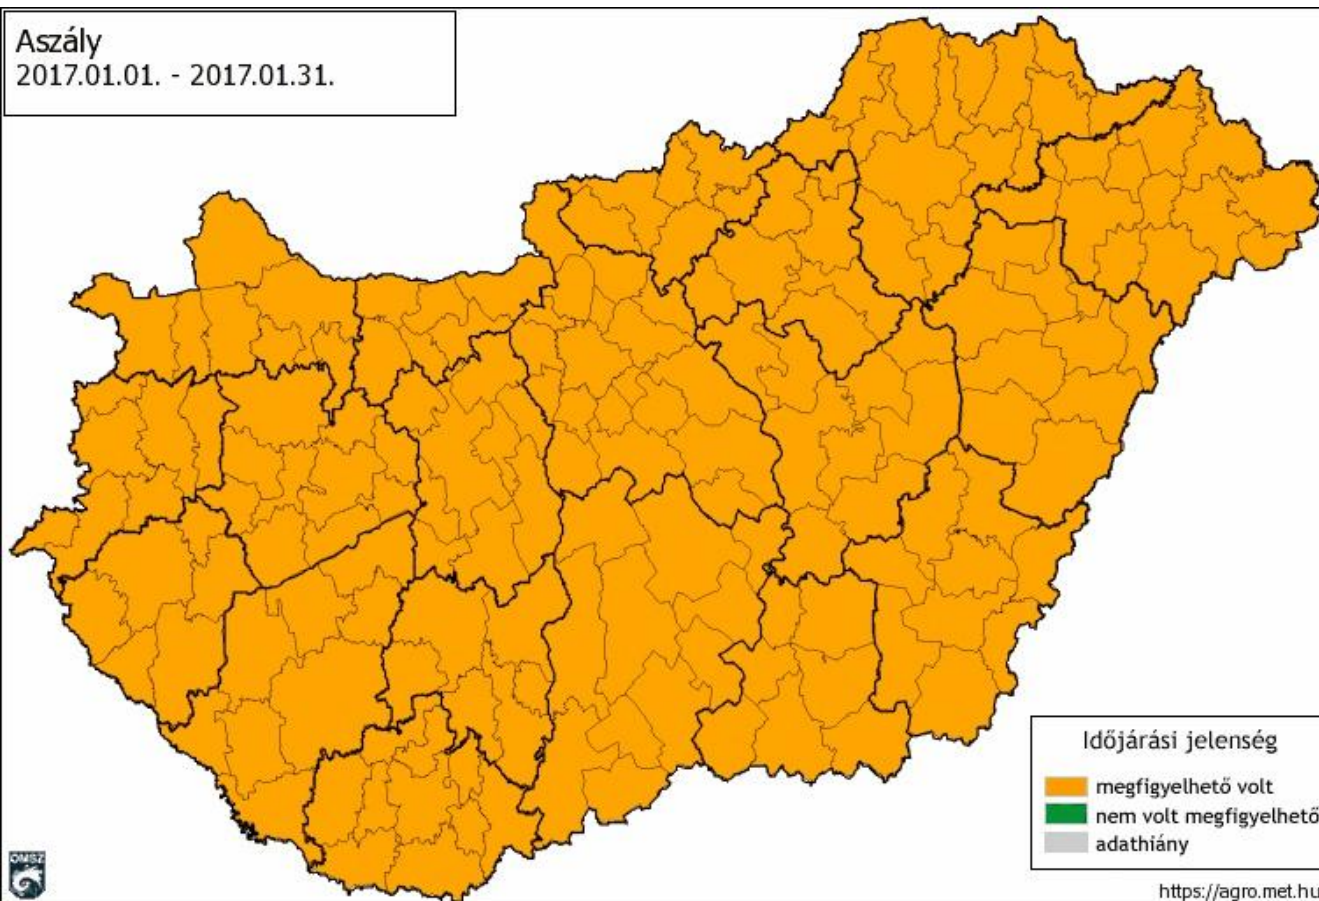 Aszály
2017.01.01. - 2017.01.31.
Időjárási jelenség
megfigyelhető volt
nem volt megfigyelhető
adathiány
OMSZ
https://agro.met.hu